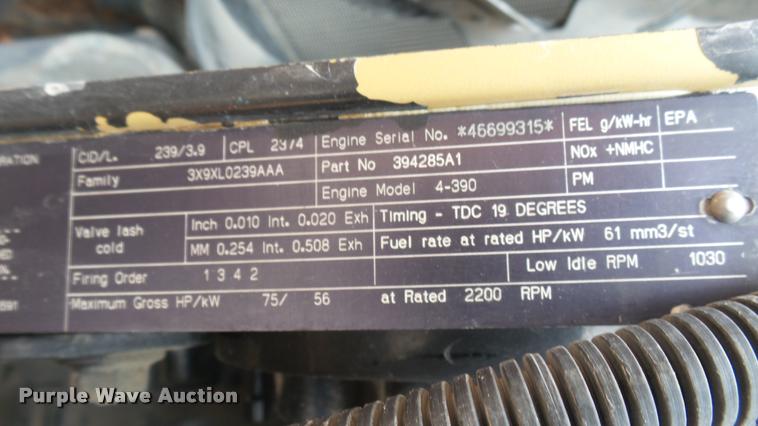 RATION
CID/L. 239/3.9 CPL 2374 Engine Serial No. *46699315* FEL g/kW-hr EPA
Family 3X9XL0239AAA Part No 394285A1 NOx +NMHC
Engine Model 4-390 PM
Valve lash cold Inch 0.010 Int. 0.020 Exh Timing - TDC 19 DEGREES
MM 0.254 Int. 0.508 Exh Fuel rate at rated HP/kW 61 mm3/st
Firing Order 1 3 4 2 Low Idle RPM 1030
Maximum Gross HP/kW 75/ 56 at Rated 2200 RPM
Purple Wave Auction